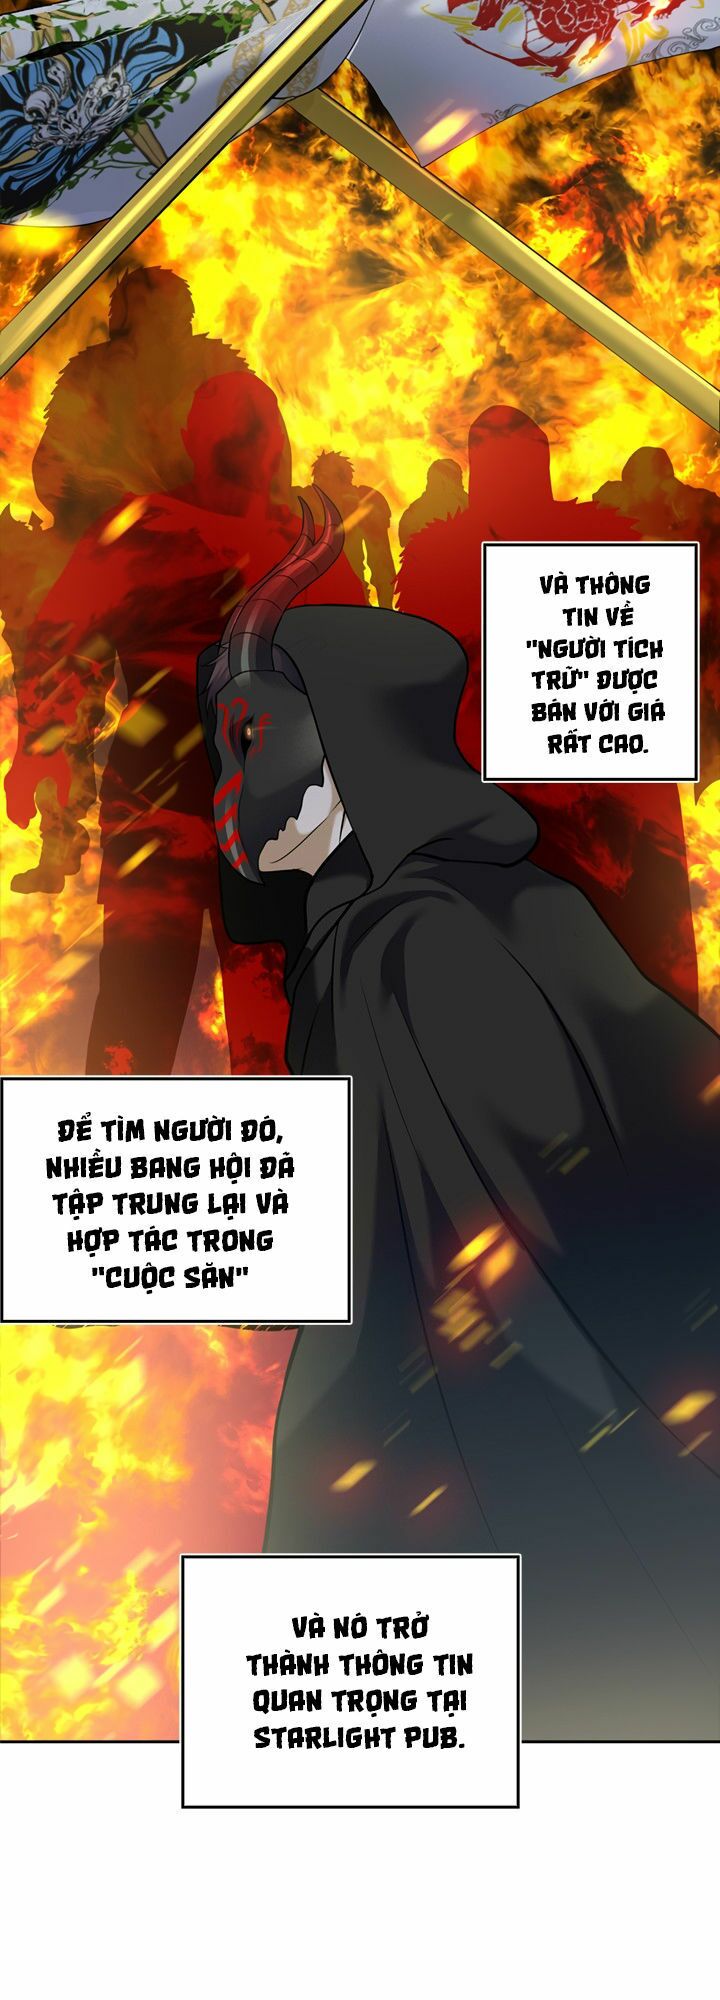 VÀ THÔNG
TIN VỀ
"NGƯỜI TÍCH
TRỮ" ĐƯỢC
BÁN VỚI GIÁ
RẤT CAO.
ĐỂ TÌM NGƯỜI ĐÓ,
NHIỀU BANG HỘI ĐÃ
TẬP TRUNG LẠI VÀ
HỢP TÁC TRONG
"CUỘC SĂN"
VÀ NÓ TRỞ
THÀNH THÔNG TIN
QUAN TRỌNG TẠI
STARLIGHT PUB.